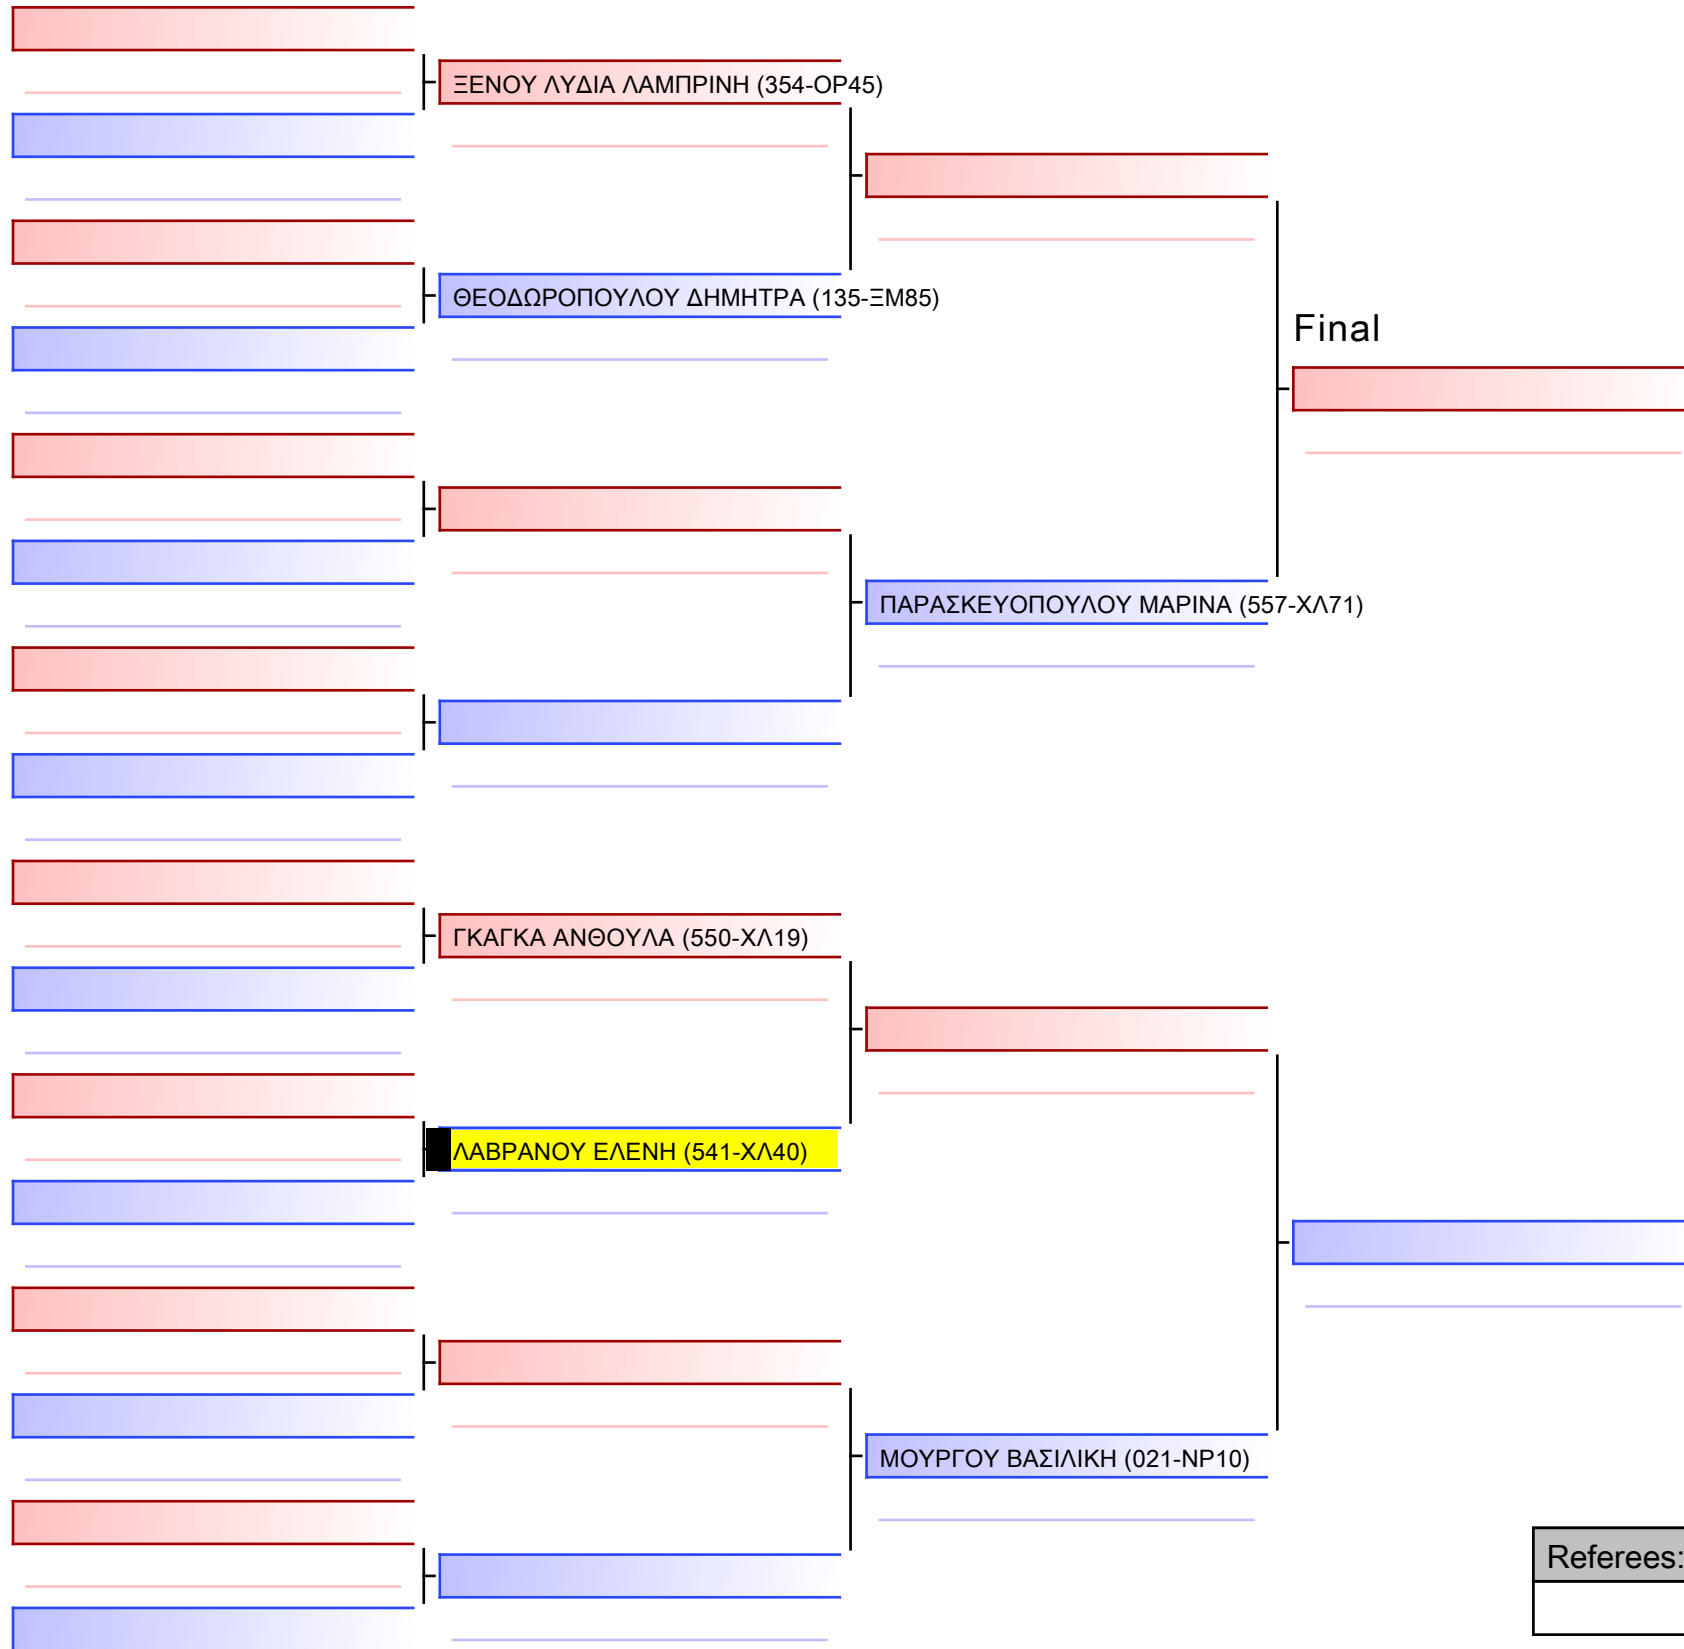 ΞΕΝΟΥ ΛΥΔΙΑ ΛΑΜΠΡΙΝΗ (354-ΟΡ45)
ΘΕΟΔΩΡΟΠΟΥΛΟΥ ΔΗΜΗΤΡΑ (135-ΞΜ85)
Final
ΠΑΡΑΣΚΕΥΟΠΟΥΛΟΥ ΜΑΡΙΝΑ (557-ΧΛ71)
ΓΚΑΓΚΑ ΑΝΘΟΥΛΑ (550-ΧΛ19)
ΛΑΒΡΑΝΟΥ ΕΛΕΝΗ (541-ΧΛ40)
ΜΟΥΡΓΟΥ ΒΑΣΙΛΙΚΗ (021-ΝΡ10)
Referees: